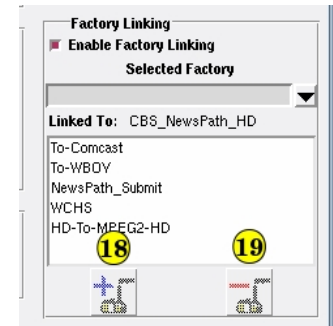 Factory Linking
Enable Factory Linking
Selected Factory
Linked To: CBS_NewsPath_HD
To-Comcast
To-WBOY
NewsPath_Submit
WCHS
HD-To-MPEG2-HD
18 19